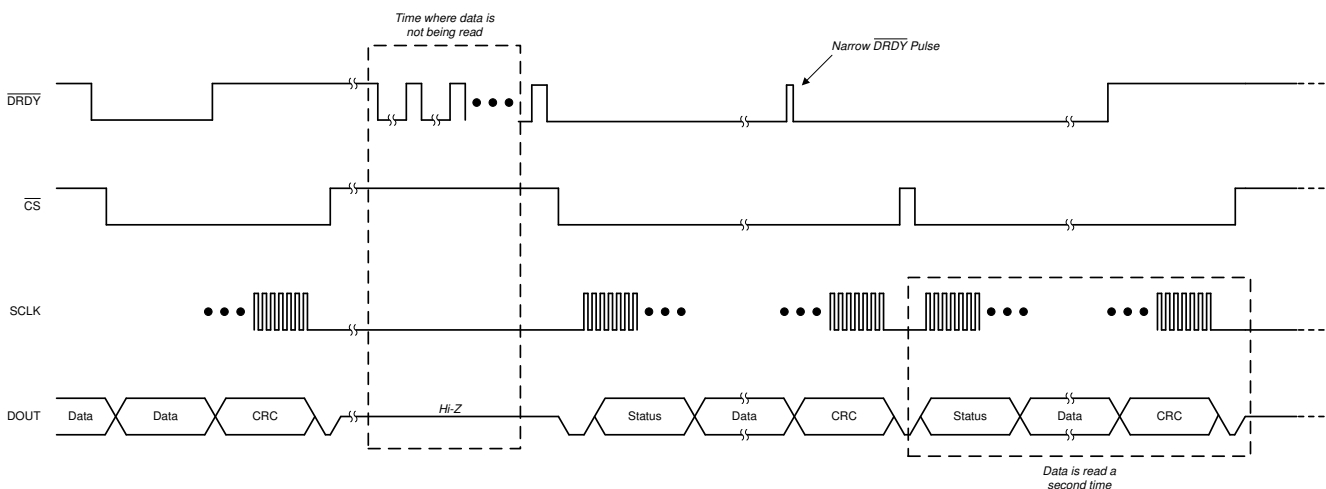 Time where data is
not being read
Narrow DRDY Pulse
DRDY
CS
SCLK
DOUT
Data
Data
CRC
Hi-Z
Status
Data
CRC
Status
Data
CRC
Data is read a
second time